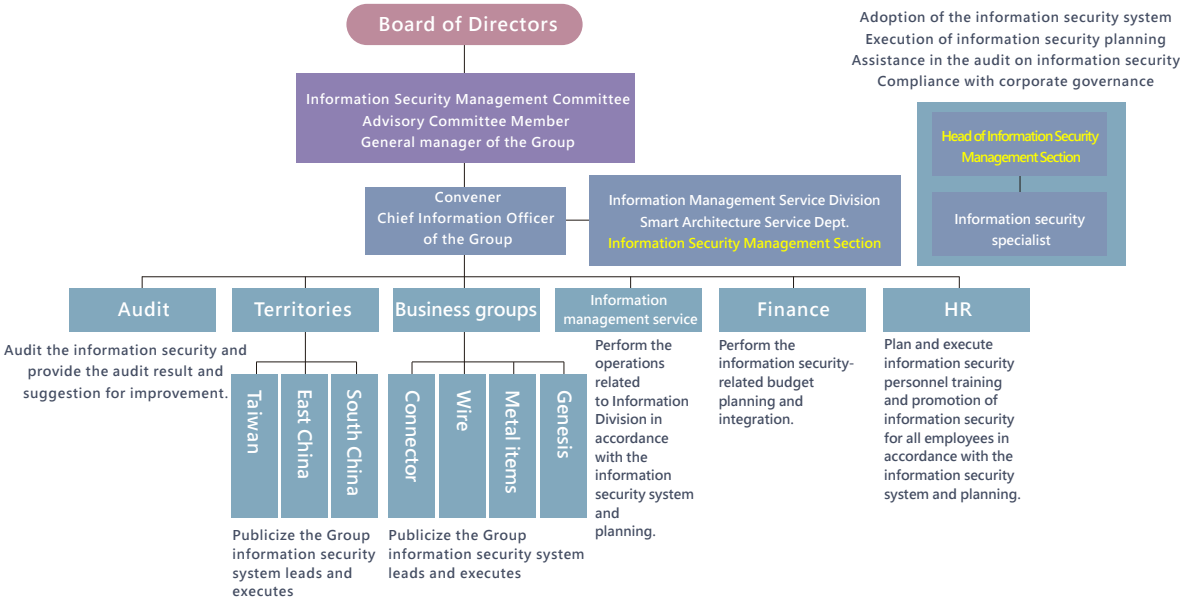 Board of Directors
Adoption of the information security system
Execution of information security planning
Assistance in the audit on information security
Compliance with corporate governance
Information Security Management Committee
Advisory Committee Member
General manager of the Group
Head of Information Security
Management Section
Convener
Chief Information Officer
of the Group
Information Management Service Division
Smart Architecture Service Dept.
Information Security Management Section
Information security
specialist
Audit
Audit the information security and
provide the audit result and
suggestion for improvement.
Territories
Taiwan
East China
South China
Publicize the Group
information security
system leads and
executes
Business groups
Connector
Wire
Metal items
Genesis
Publicize the Group
information security system
leads and executes
Information
management service
Perform the
operations
related
to Information
Division in
accordance
with the
information
security system
and
planning.
Finance
Perform the
information security-
related budget
planning and
integration.
HR
Plan and execute
information security
personnel training
and promotion of
information security
for all employees in
accordance with the
information security
system and planning.